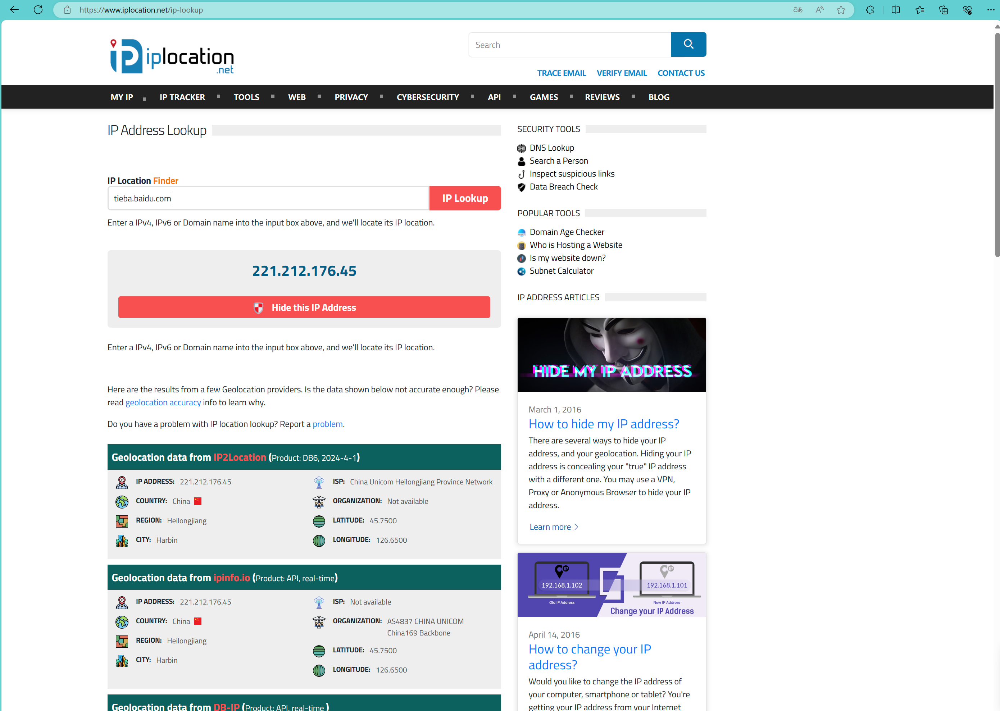 https://www.iplocation.net/ip-lookup
iplocation
.net
Search
TRACE EMAIL VERIFY EMAIL CONTACT US
MY IP IP TRACKER TOOLS WEB PRIVACY CYBERSECURITY API GAMES REVIEWS BLOG
IP Address Lookup
IP Location Finder
tieba.baidu.com
IP Lookup
Enter a IPv4, IPv6 or Domain name into the input box above, and we'll locate its IP location.
221.212.176.45
Hide this IP Address
Enter a IPv4, IPv6 or Domain name into the input box above, and we'll locate its IP location.
Here are the results from a few Geolocation providers. Is the data shown below not accurate enough? Please
read geolocation accuracy info to learn why.
Do you have a problem with IP location lookup? Report a problem.
Geolocation data from IP2Location (Product: DB6, 2024-4-1)
IP ADDRESS: 221.212.176.45
COUNTRY: China
REGION: Heilongjiang
CITY: Harbin
ISP: China Unicom Heilongjiang Province Network
ORGANIZATION: Not available
LATITUDE: 45.7500
LONGITUDE: 126.6500
Geolocation data from ipinfo.io (Product: API, real-time)
IP ADDRESS: 221.212.176.45
COUNTRY: China
REGION: Heilongjiang
CITY: Harbin
ISP: Not available
ORGANIZATION: AS4837 CHINA UNICOM
China169 Backbone
LATITUDE: 45.7500
LONGITUDE: 126.6500
Geolocation data from DB-IP (Product: API, real-time )
SECURITY TOOLS
DNS Lookup
Search a Person
Inspect suspicious links
Data Breach Check
POPULAR TOOLS
Domain Age Checker
Who is Hosting a Website
Is my website down?
Subnet Calculator
IP ADDRESS ARTICLES
HIDE MY IP ADDRESS
March 1, 2016
How to hide my IP address?
There are several ways to hide your IP
address, and your geolocation. Hiding your IP
address is concealing your "true" IP address
with a different one. You may use a VPN,
Proxy or Anonymous Browser to hide your IP
address.
Learn more
IP
192.168.1.102
Old IP Address
IP
192.168.1.101
New IP Address
Change your IP Address
April 14, 2016
How to change your IP
address?
Would you like to change the IP address of
your computer, smartphone or tablet? You're
getting your IP address from your Internet